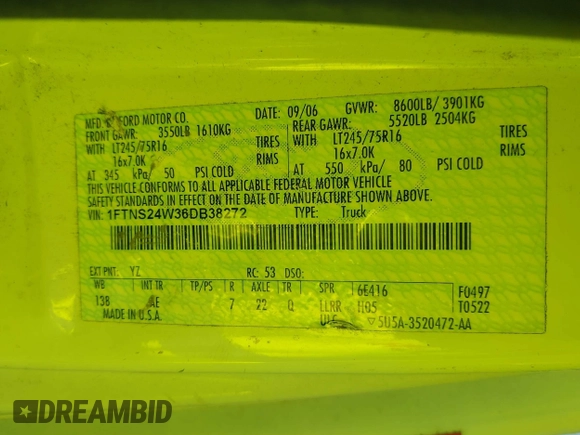 MFD. BY FORD MOTOR CO.
DATE: 09/06 GVWR: 8600LB/ 3901KG
FRONT GAWR: 3550LB 1610KG
REAR GAWR: 5520LB 2504KG
WITH LT245/75R16 TIRES
WITH LT245/75R16 TIRES
16x7.0K RIMS
16x7.0K RIMS
AT 345 kPa/ 50 PSI COLD
AT 550 kPa/ 80 PSI COLD
THIS VEHICLE CONFORMS TO ALL APPLICABLE FEDERAL MOTOR VEHICLE
SAFETY STANDARDS IN EFFECT ON THE DATE OF MANUFACTURE SHOWN ABOVE.
VIN: 1FTNS24W36DB38272 TYPE: Truck
EXT PNT: YZ RC: 53 DSO:
WB INT TR TP/PS R AXLE TR SPR 6E416 F0497
138 AE 7 22 Q LLRR H05 T0522
MADE IN U.S.A. ULC ▽5U5A-3520472-AA
DREAMBID